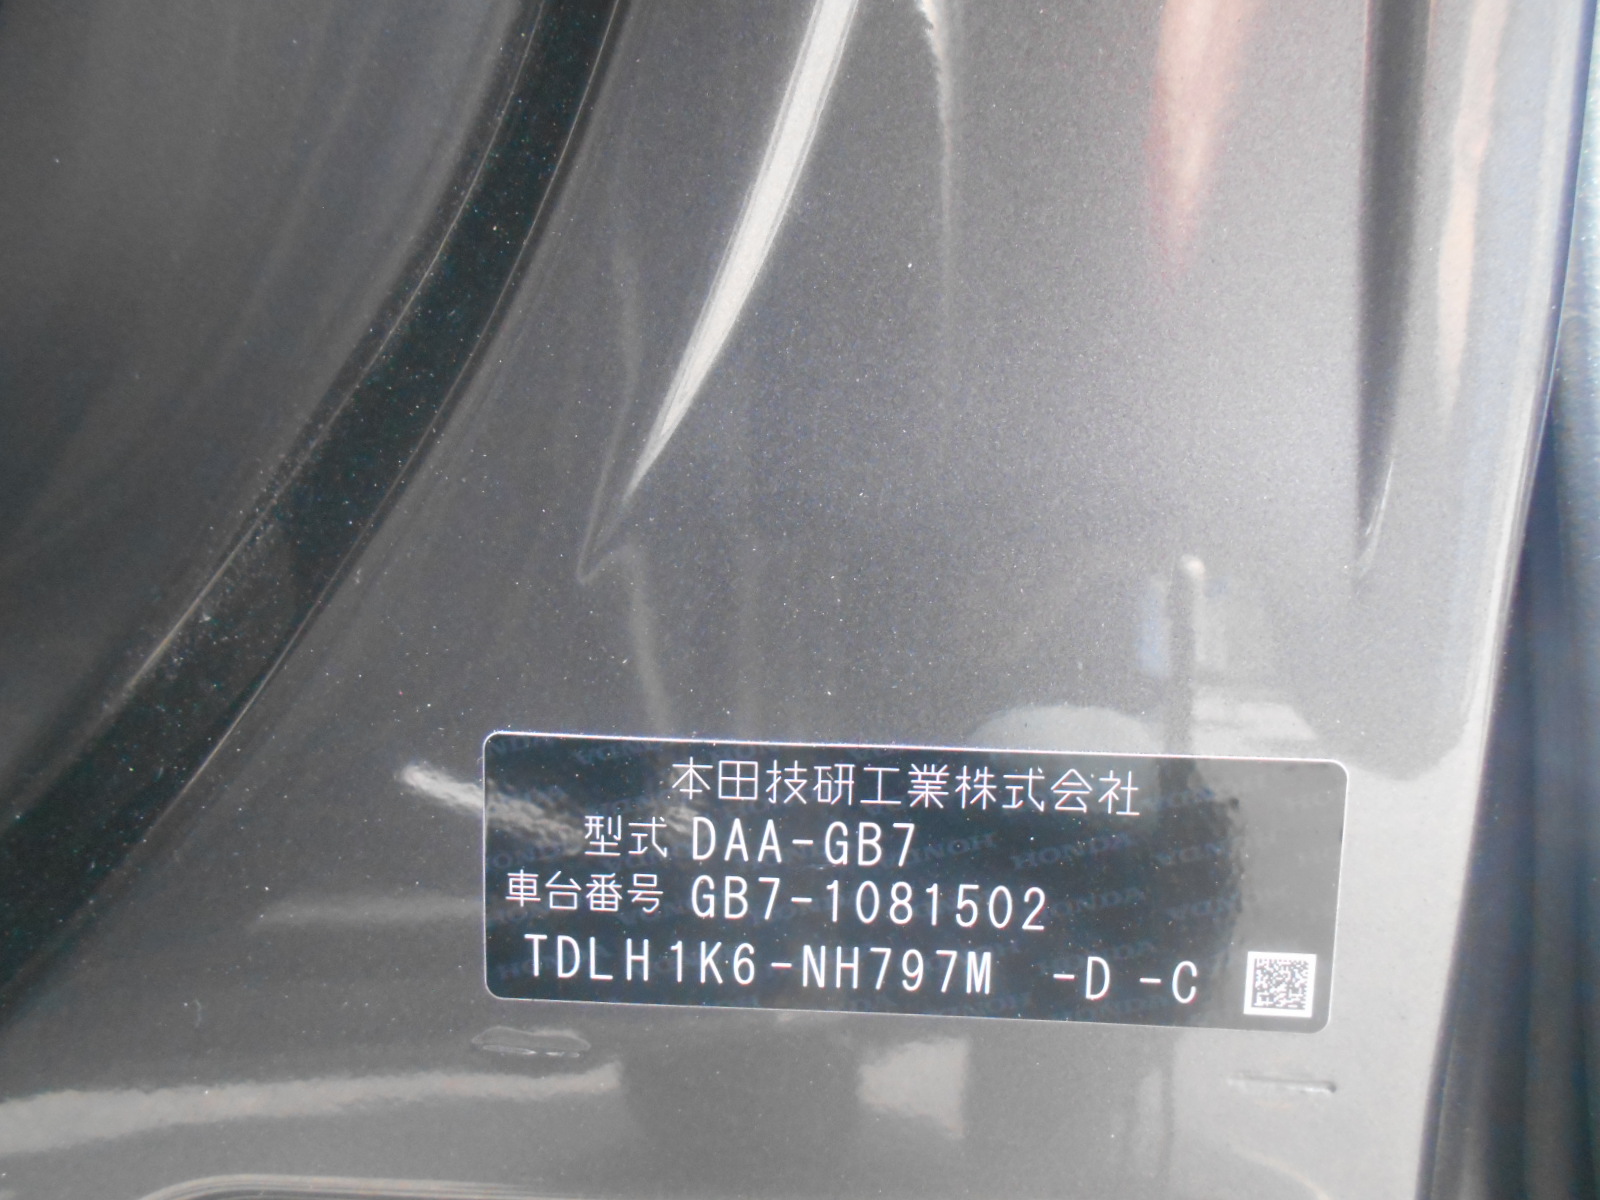 本田技研工業株式会社
型式 DAA-GB7
車台番号 GB7-1081502
TDLH1K6-NH797M -D -C